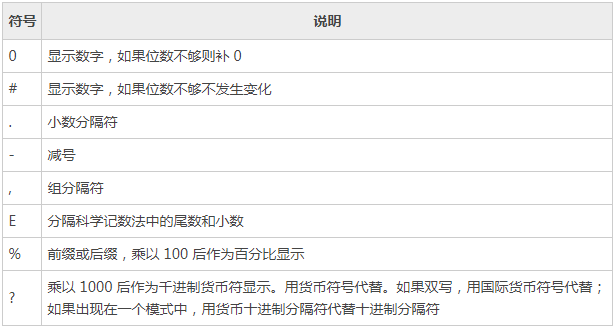 符号 说明
0 显示数字，如果位数不够则补 0
# 显示数字，如果位数不够不发生变化
. 小数分隔符
- 减号
, 组分隔符
E 分隔科学记数法中的尾数和小数
% 前缀或后缀，乘以 100 后作为百分比显示
? 乘以 1000 后作为千进制货币符显示。用货币符号代替。如果双写，用国际货币符号代替；
如果出现在一个模式中，用货币十进制分隔符代替十进制分隔符